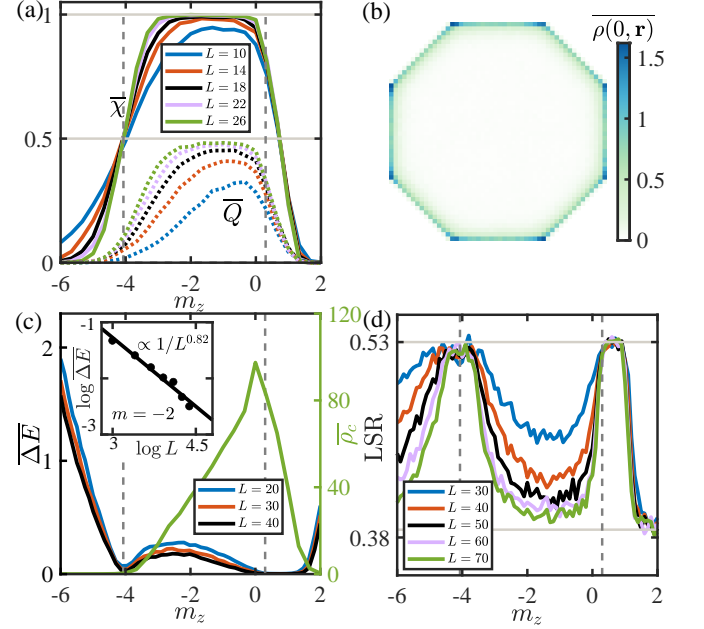 (a)
1
0.5
0
χ̅
Q̅
L = 10
L = 14
L = 18
L = 22
L = 26
-6 -4 -2 0 2
m_z
(b)
ρ(0, r)
1.5
1
0.5
0
(c)
2
1
0
ΔE
-1
-3
log ΔE
∝ 1/L^0.82
m = −2
3 4.5
log L
120
80
40
0
ρ_c
L = 20
L = 30
L = 40
-6 -4 -2 0 2
m_z
(d)
0.53
0.38
LSR
L = 30
L = 40
L = 50
L = 60
L = 70
-6 -4 -2 0 2
m_z